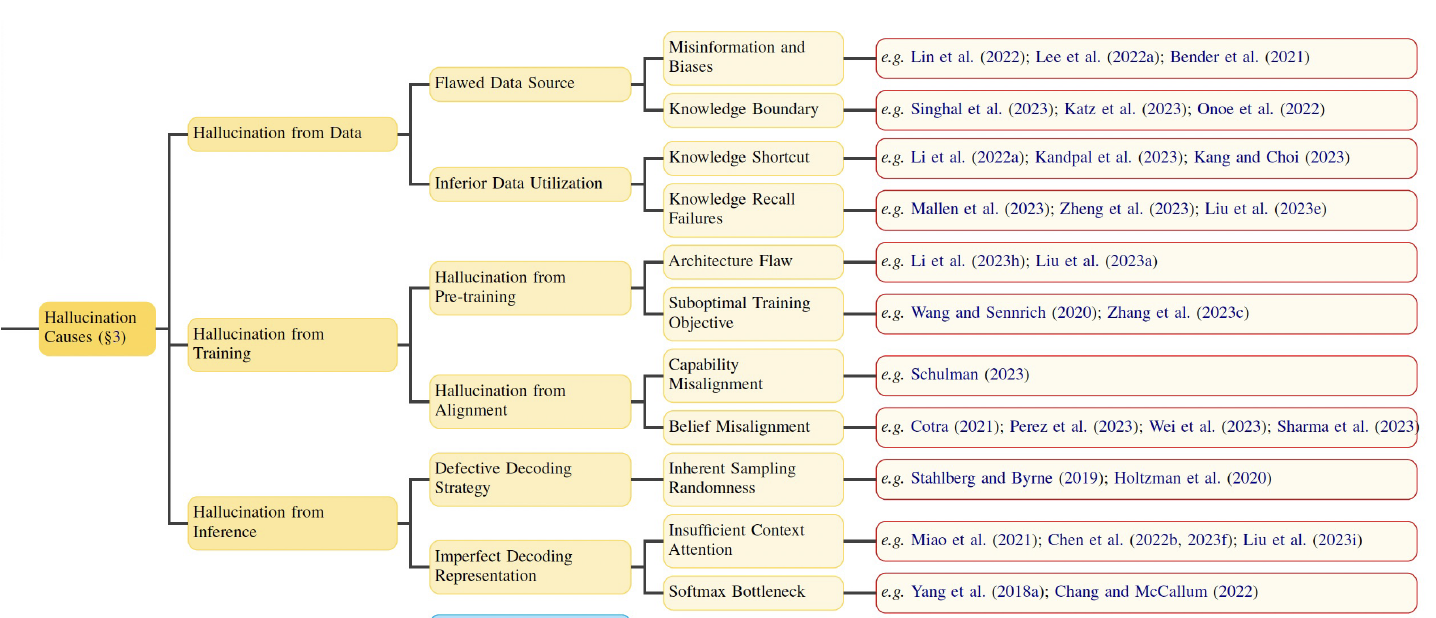 Misinformation and
Biases
e.g. Lin et al. (2022); Lee et al. (2022a); Bender et al. (2021)
Flawed Data Source
Knowledge Boundary
e.g. Singhal et al. (2023); Katz et al. (2023); Onoe et al. (2022)
Hallucination from Data
Knowledge Shortcut
e.g. Li et al. (2022a); Kandpal et al. (2023); Kang and Choi (2023)
Inferior Data Utilization
Knowledge Recall
Failures
e.g. Mallen et al. (2023); Zheng et al. (2023); Liu et al. (2023e)
Architecture Flaw
e.g. Li et al. (2023h); Liu et al. (2023a)
Hallucination from
Pre-training
Suboptimal Training
Objective
e.g. Wang and Sennrich (2020); Zhang et al. (2023c)
Hallucination
Causes (§3)
Hallucination from
Training
Capability
Misalignment
e.g. Schulman (2023)
Hallucination from
Alignment
Belief Misalignment
e.g. Cotra (2021); Perez et al. (2023); Wei et al. (2023); Sharma et al. (2023)
Defective Decoding
Strategy
Inherent Sampling
Randomness
e.g. Stahlberg and Byrne (2019); Holtzman et al. (2020)
Hallucination from
Inference
Insufficient Context
Attention
e.g. Miao et al. (2021); Chen et al. (2022b, 2023f); Liu et al. (2023i)
Imperfect Decoding
Representation
Softmax Bottleneck
e.g. Yang et al. (2018a); Chang and McCallum (2022)